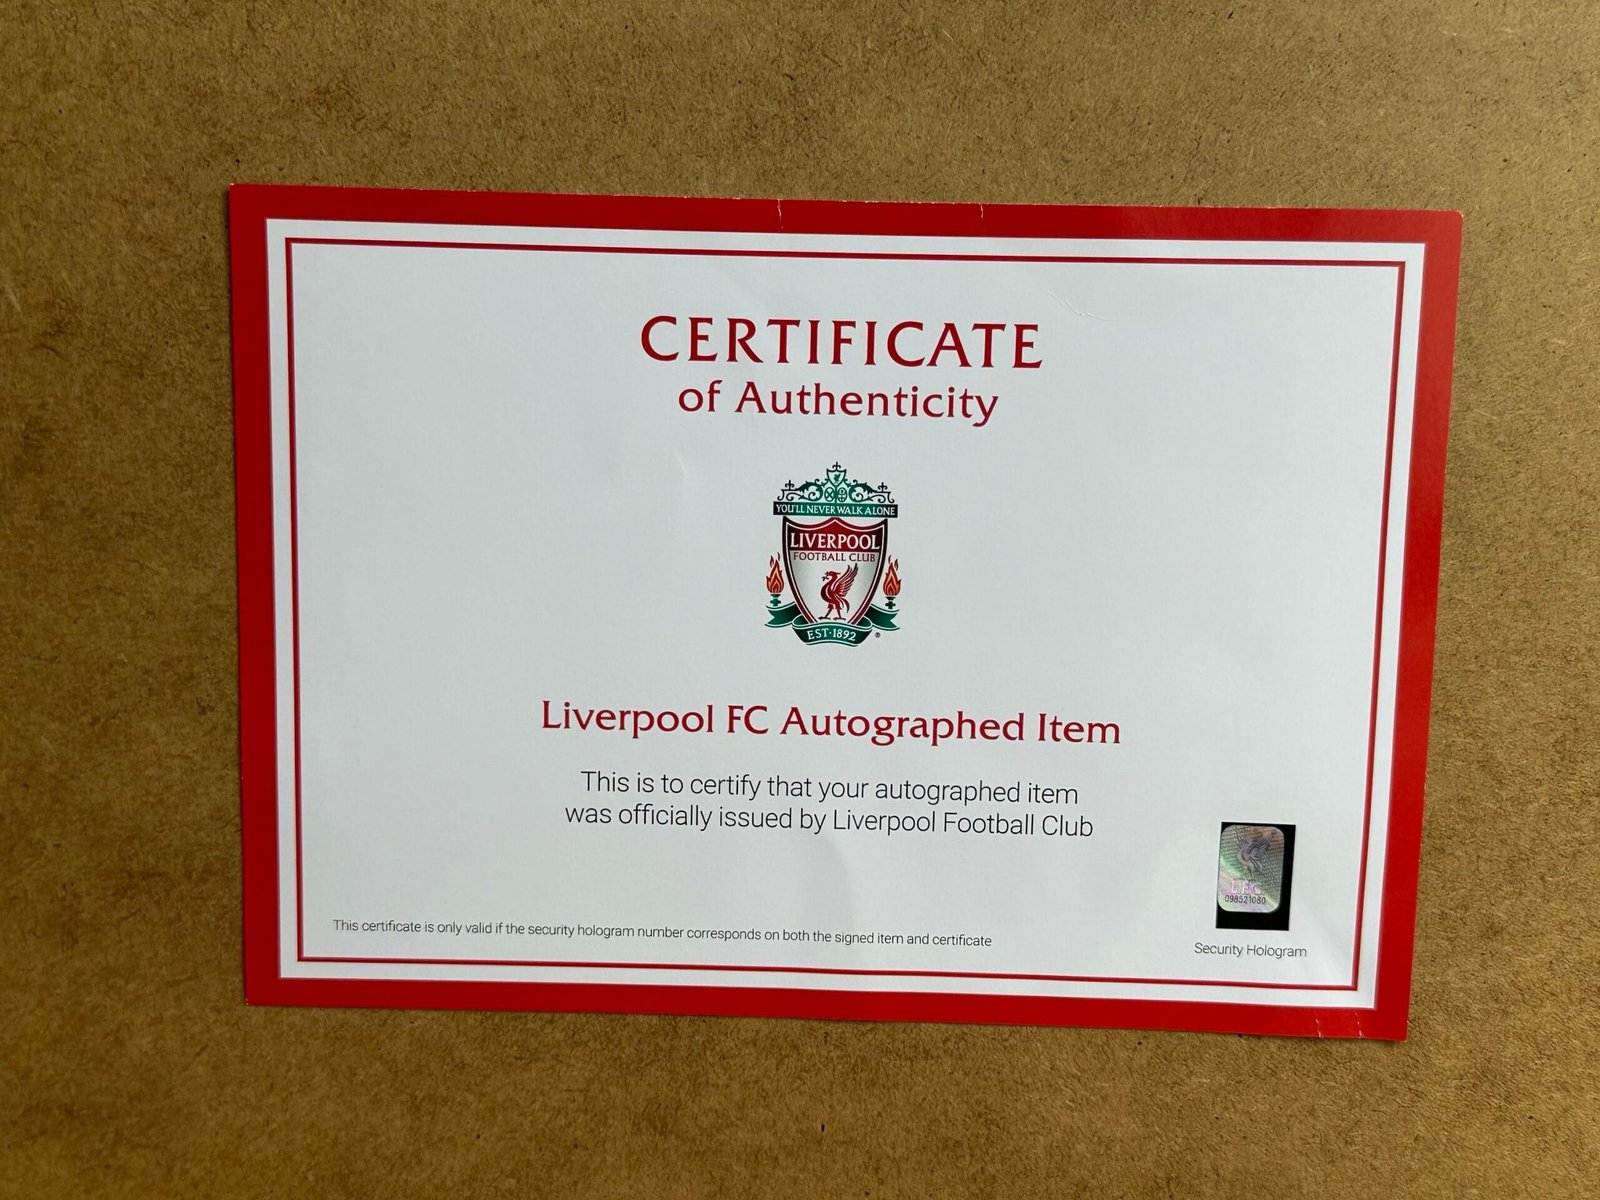 CERTIFICATE
of Authenticity
YOU'LL NEVER WALK ALONE
LIVERPOOL
FOOTBALL CLUB
EST·1892
®
Liverpool FC Autographed Item
This is to certify that your autographed item
was officially issued by Liverpool Football Club
L.F.C.
098521080
This certificate is only valid if the security hologram number corresponds on both the signed item and certificate
Security Hologram